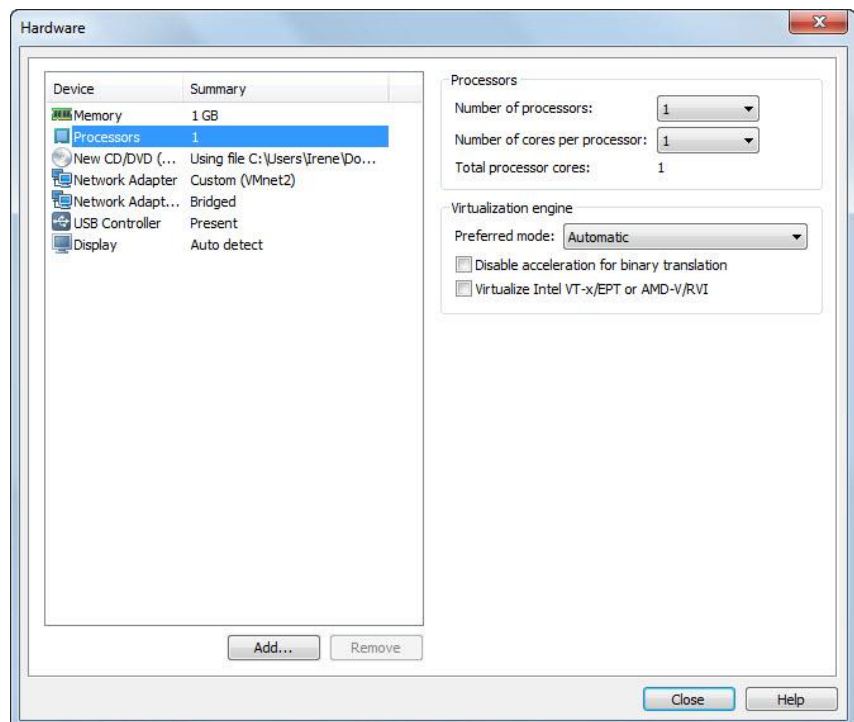 Hardware
Device Summary
Memory 1 GB
Processors 1
New CD/DVD (... Using file C:\Users\Irene\Do...
Network Adapter Custom (VMnet2)
Network Adapt... Bridged
USB Controller Present
Display Auto detect
Add... Remove
Processors
Number of processors: 1
Number of cores per processor: 1
Total processor cores: 1
Virtualization engine
Preferred mode: Automatic
Disable acceleration for binary translation
Virtualize Intel VT-x/EPT or AMD-V/RVI
Close Help